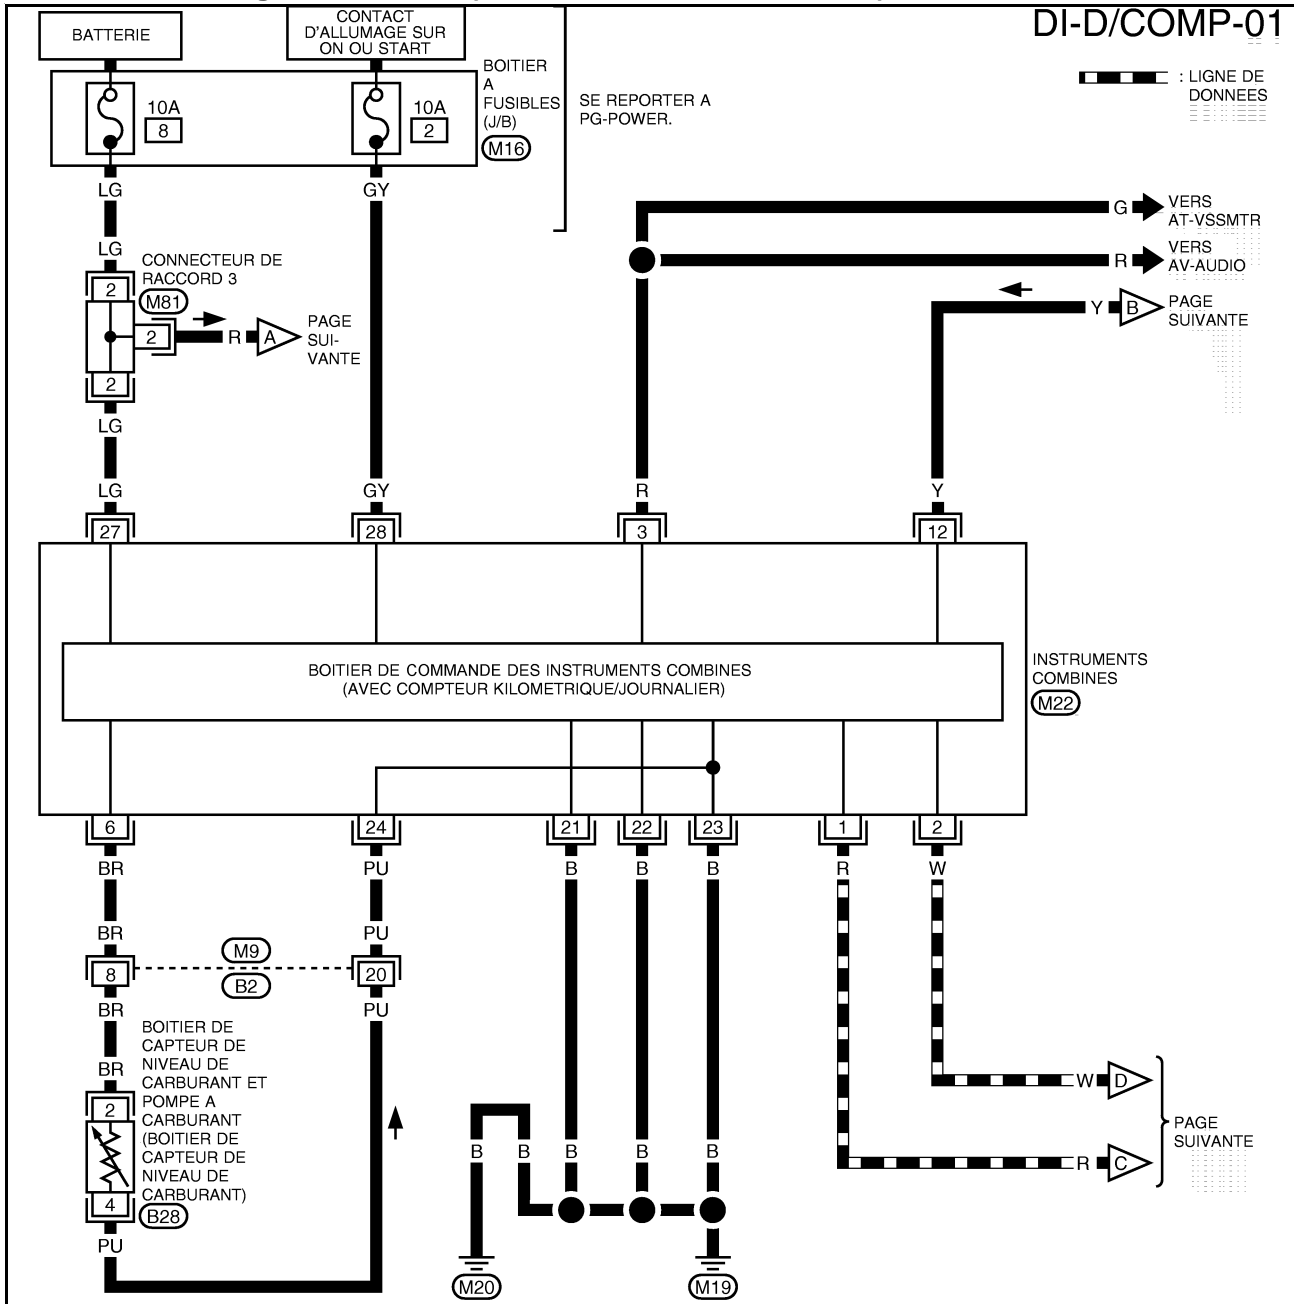 DI-D/COMP-01
BATTERIE
CONTACT
D'ALLUMAGE SUR
ON OU START
BOITIER
A
FUSIBLES
(J/B)
M16
SE REPORTER A
PG-POWER.
: LIGNE DE
DONNEES
10A
8
10A
2
LG
GY
LG
CONNECTEUR DE
RACCORD 3
M81
2
2
R
A
PAGE
SUI-
VANTE
2
LG
G
VERS
AT-VSSMTR
R
VERS
AV-AUDIO
Y
B
PAGE
SUIVANTE
LG
GY
R
Y
27
28
3
12
BOITIER DE COMMANDE DES INSTRUMENTS COMBINES
(AVEC COMPTEUR KILOMETRIQUE/JOURNALIER)
INSTRUMENTS
COMBINES
M22
6
24
21
22
23
1
2
BR
PU
B
B
B
R
W
BR
PU
M9
8
20
B2
BR
PU
BOITIER DE
CAPTEUR DE
NIVEAU DE
CARBURANT ET
POMPE A
CARBURANT
(BOITIER DE
CAPTEUR DE
NIVEAU DE
CARBURANT)
B28
BR
2
4
PU
W
D
R
C
PAGE
SUIVANTE
B
B
B
B
B
M20
M19